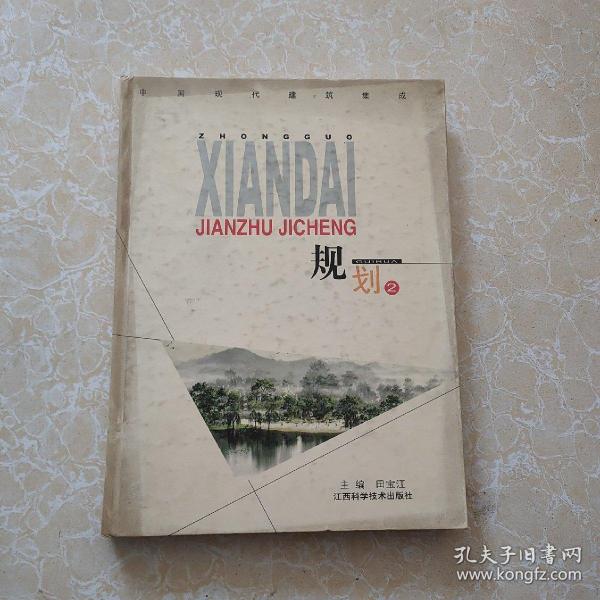 中国现代建筑集成
ZHONGGUO
XIANDAI
JIANZHU JICHENG
规
GUIHUA
划2
主编 田宝江
江西科学技术出版社
孔夫子旧书网
www.kongfz.com